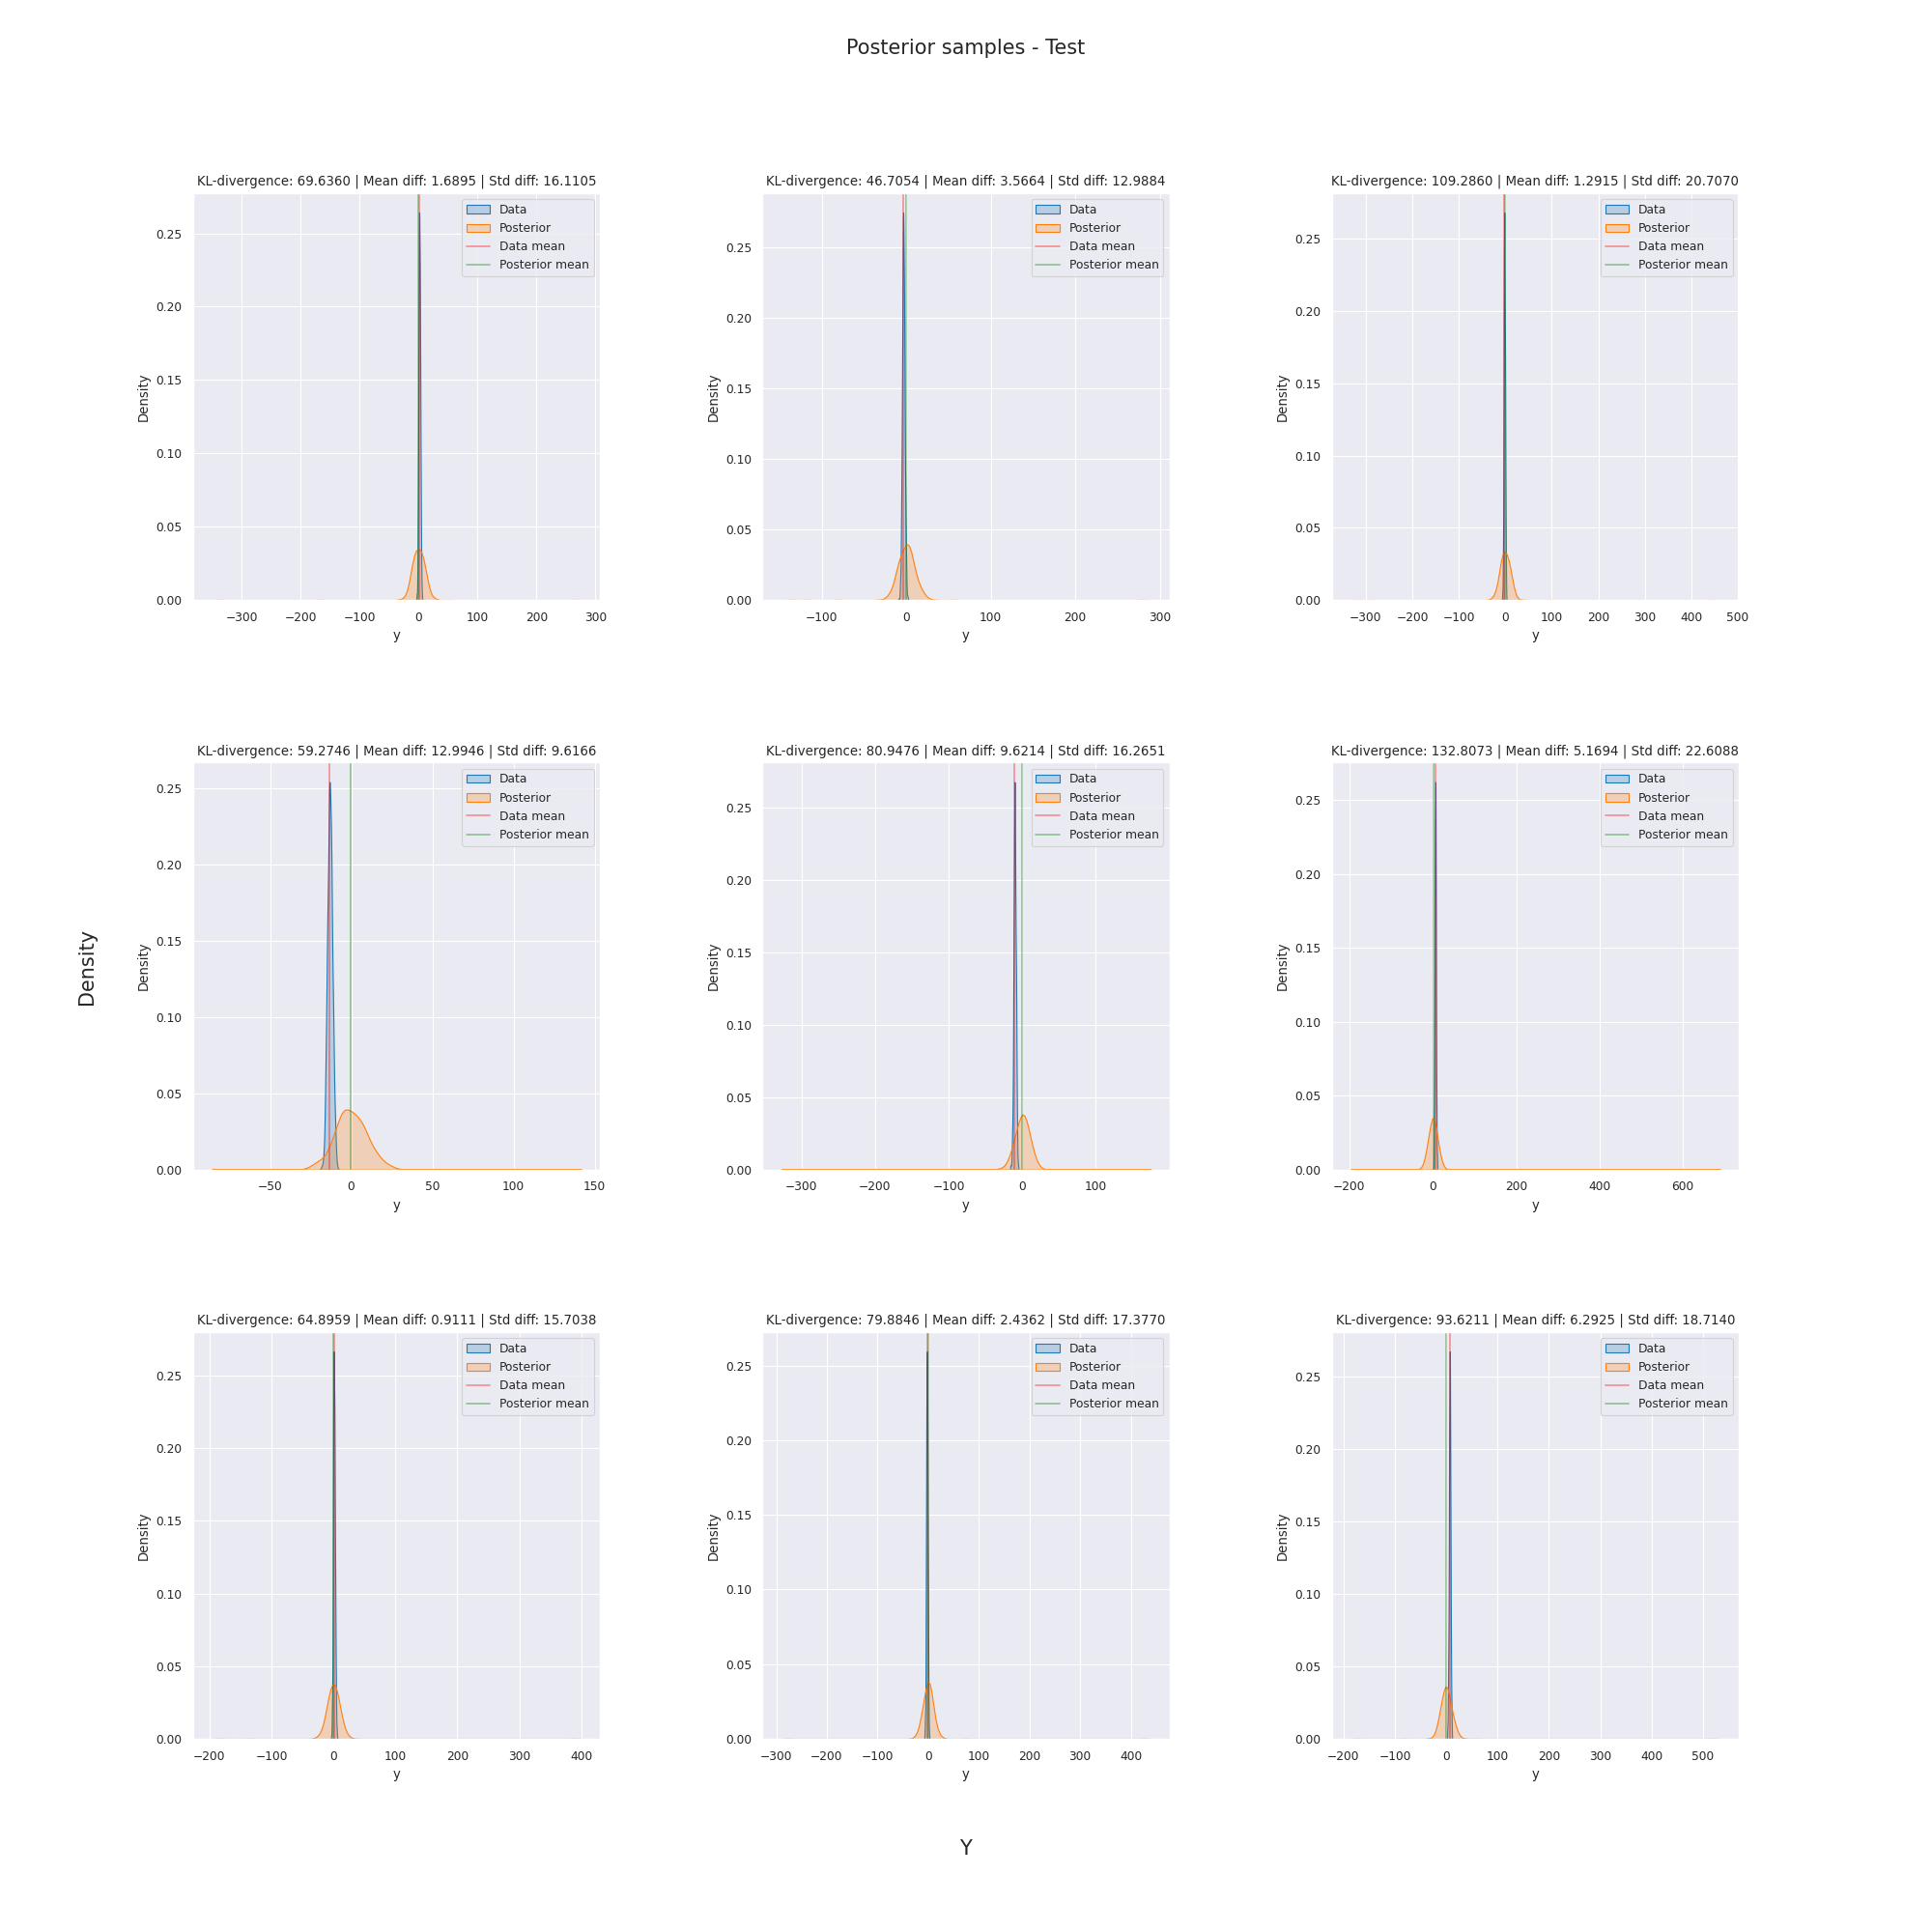 Posterior samples - Test
KL-divergence: 69.6360 | Mean diff: 1.6895 | Std diff: 16.1105
Data
Posterior
Data mean
Posterior mean
0.25
0.20
0.15
0.10
0.05
0.00
Density
−300 −200 −100 0 100 200 300
y
KL-divergence: 46.7054 | Mean diff: 3.5664 | Std diff: 12.9884
Data
Posterior
Data mean
Posterior mean
0.25
0.20
0.15
0.10
0.05
0.00
Density
−100 0 100 200 300
y
KL-divergence: 109.2860 | Mean diff: 1.2915 | Std diff: 20.7070
Data
Posterior
Data mean
Posterior mean
0.25
0.20
0.15
0.10
0.05
0.00
Density
−300 −200 −100 0 100 200 300 400 500
y
Density
KL-divergence: 59.2746 | Mean diff: 12.9946 | Std diff: 9.6166
Data
Posterior
Data mean
Posterior mean
0.25
0.20
0.15
0.10
0.05
0.00
Density
−50 0 50 100 150
y
KL-divergence: 80.9476 | Mean diff: 9.6214 | Std diff: 16.2651
Data
Posterior
Data mean
Posterior mean
0.25
0.20
0.15
0.10
0.05
0.00
Density
−300 −200 −100 0 100
y
KL-divergence: 132.8073 | Mean diff: 5.1694 | Std diff: 22.6088
Data
Posterior
Data mean
Posterior mean
0.25
0.20
0.15
0.10
0.05
0.00
Density
−200 0 200 400 600
y
KL-divergence: 64.8959 | Mean diff: 0.9111 | Std diff: 15.7038
Data
Posterior
Data mean
Posterior mean
0.25
0.20
0.15
0.10
0.05
0.00
Density
−200 −100 0 100 200 300 400
y
KL-divergence: 79.8846 | Mean diff: 2.4362 | Std diff: 17.3770
Data
Posterior
Data mean
Posterior mean
0.25
0.20
0.15
0.10
0.05
0.00
Density
−300 −200 −100 0 100 200 300 400
y
KL-divergence: 93.6211 | Mean diff: 6.2925 | Std diff: 18.7140
Data
Posterior
Data mean
Posterior mean
0.25
0.20
0.15
0.10
0.05
0.00
Density
−200 −100 0 100 200 300 400 500
y
Y